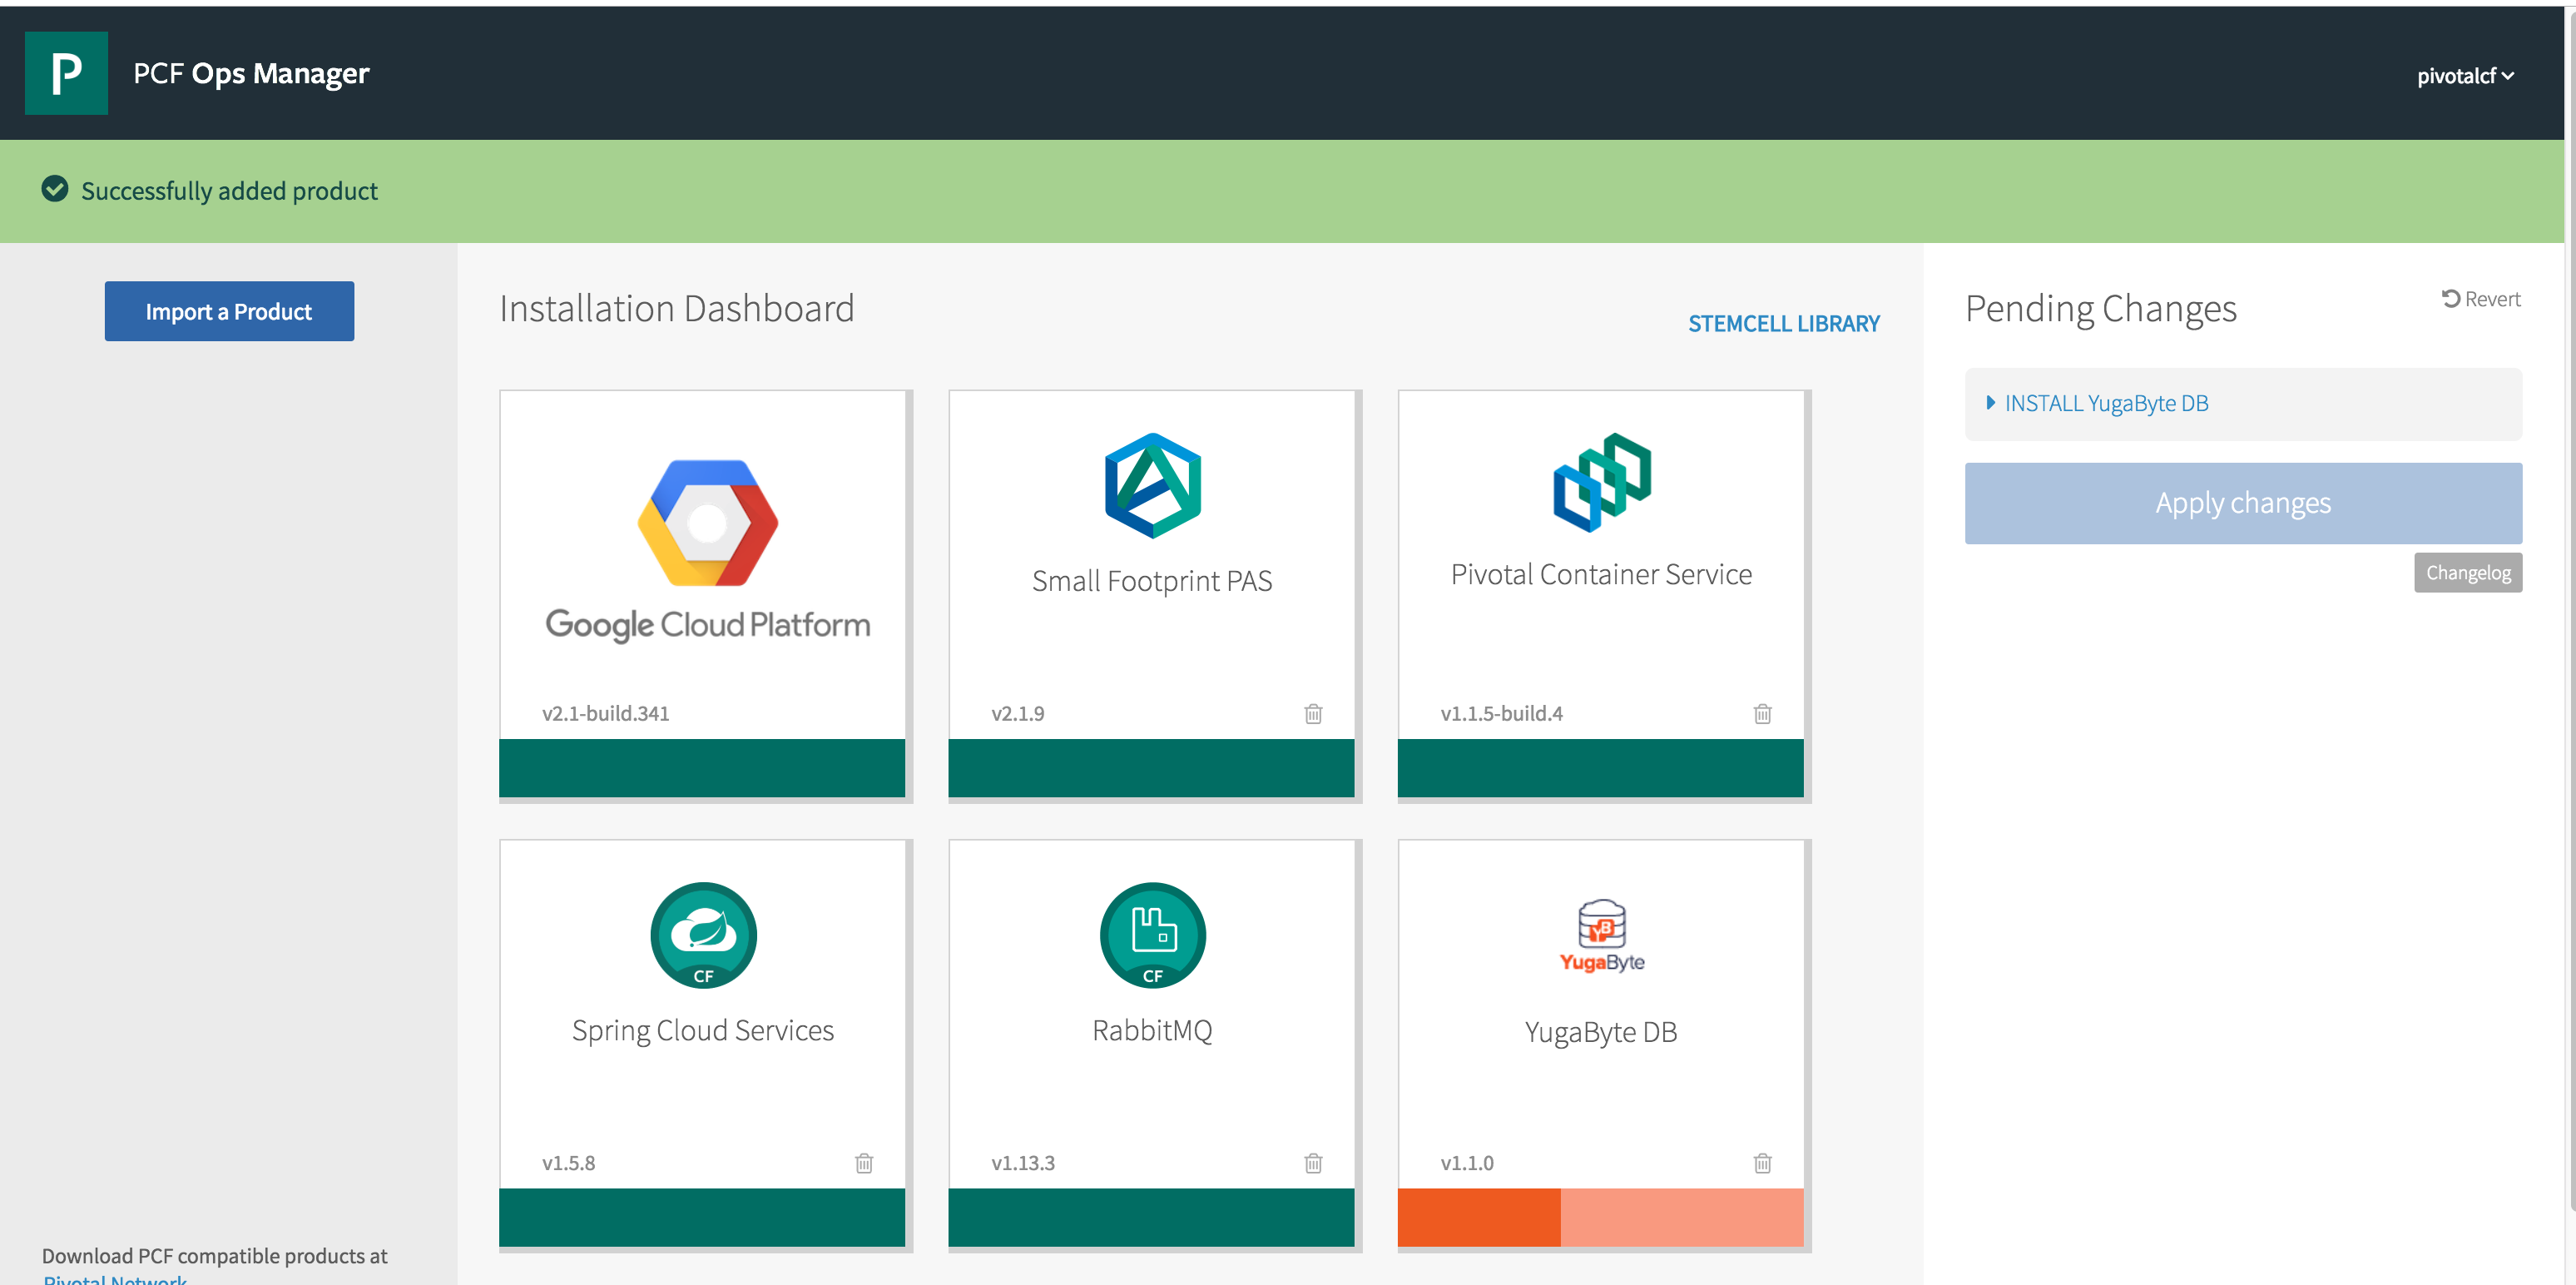 P
PCF Ops Manager
pivotalcf
Successfully added product
Import a Product
Installation Dashboard
STEMCELL LIBRARY
Google Cloud Platform
v2.1-build.341
Small Footprint PAS
v2.1.9
Pivotal Container Service
v1.1.5-build.4
CF
Spring Cloud Services
v1.5.8
CF
RabbitMQ
v1.13.3
YB
YugaByte
YugaByte DB
v1.1.0
Pending Changes
Revert
INSTALL YugaByte DB
Apply changes
Changelog
Download PCF compatible products at
Pivotal Network